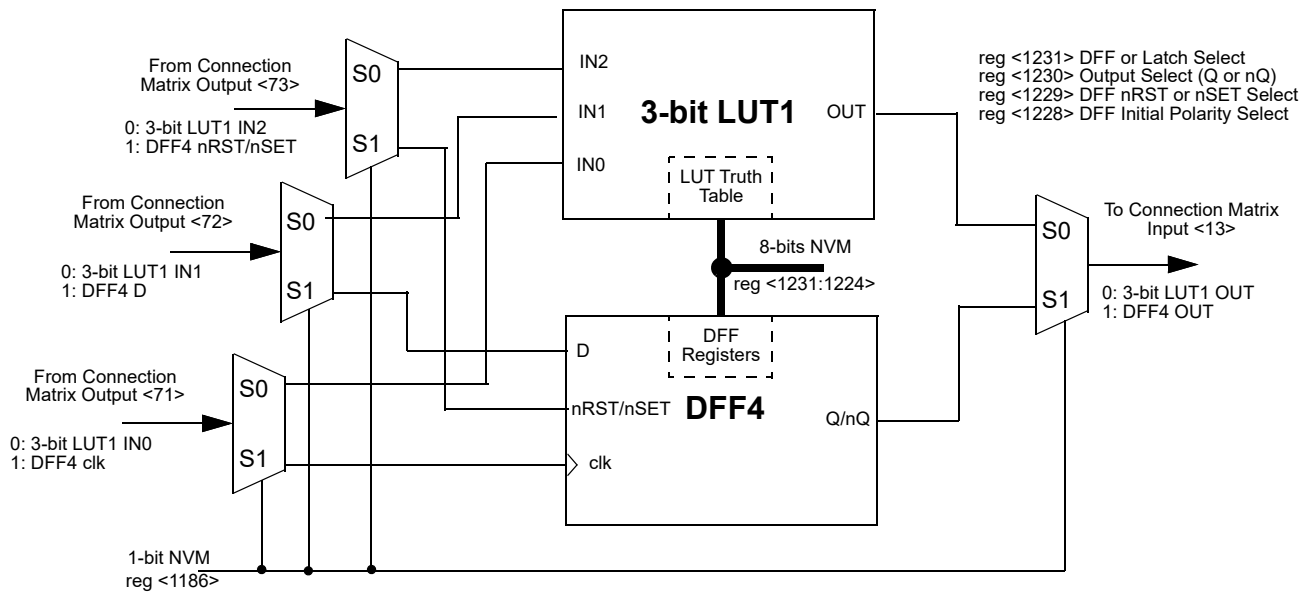 From Connection
Matrix Output <73>
0: 3-bit LUT1 IN2
1: DFF4 nRST/nSET
S0
S1
From Connection
Matrix Output <72>
0: 3-bit LUT1 IN1
1: DFF4 D
S0
S1
From Connection
Matrix Output <71>
0: 3-bit LUT1 IN0
1: DFF4 clk
S0
S1
1-bit NVM
reg <1186>
IN2
IN1
IN0
3-bit LUT1
OUT
LUT Truth
Table
8-bits NVM
reg <1231:1224>
DFF
Registers
D
nRST/nSET
DFF4
Q/nQ
clk
reg <1231> DFF or Latch Select
reg <1230> Output Select (Q or nQ)
reg <1229> DFF nRST or nSET Select
reg <1228> DFF Initial Polarity Select
S0
S1
To Connection Matrix
Input <13>
0: 3-bit LUT1 OUT
1: DFF4 OUT